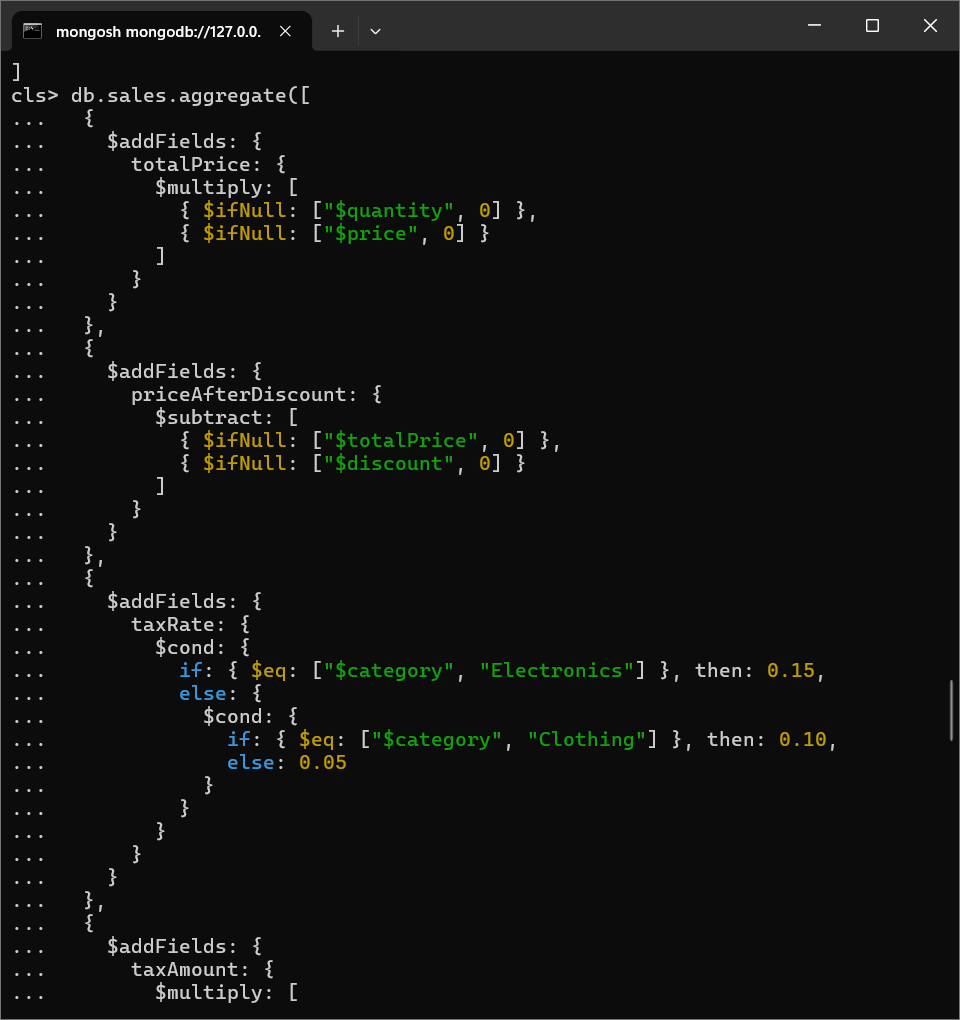 mongosh mongodb://127.0.0.
]
cls> db.sales.aggregate([
...   {
...     $addFields: {
...       totalPrice: {
...         $multiply: [
...           { $ifNull: ["$quantity", 0] },
...           { $ifNull: ["$price", 0] }
...         ]
...       }
...     }
...   },
...   {
...     $addFields: {
...       priceAfterDiscount: {
...         $subtract: [
...           { $ifNull: ["$totalPrice", 0] },
...           { $ifNull: ["$discount", 0] }
...         ]
...       }
...     }
...   },
...   {
...     $addFields: {
...       taxRate: {
...         $cond: {
...           if: { $eq: ["$category", "Electronics"] }, then: 0.15,
...           else: {
...             $cond: {
...               if: { $eq: ["$category", "Clothing"] }, then: 0.10,
...               else: 0.05
...             }
...           }
...         }
...       }
...     }
...   },
...   {
...     $addFields: {
...       taxAmount: {
...         $multiply: [